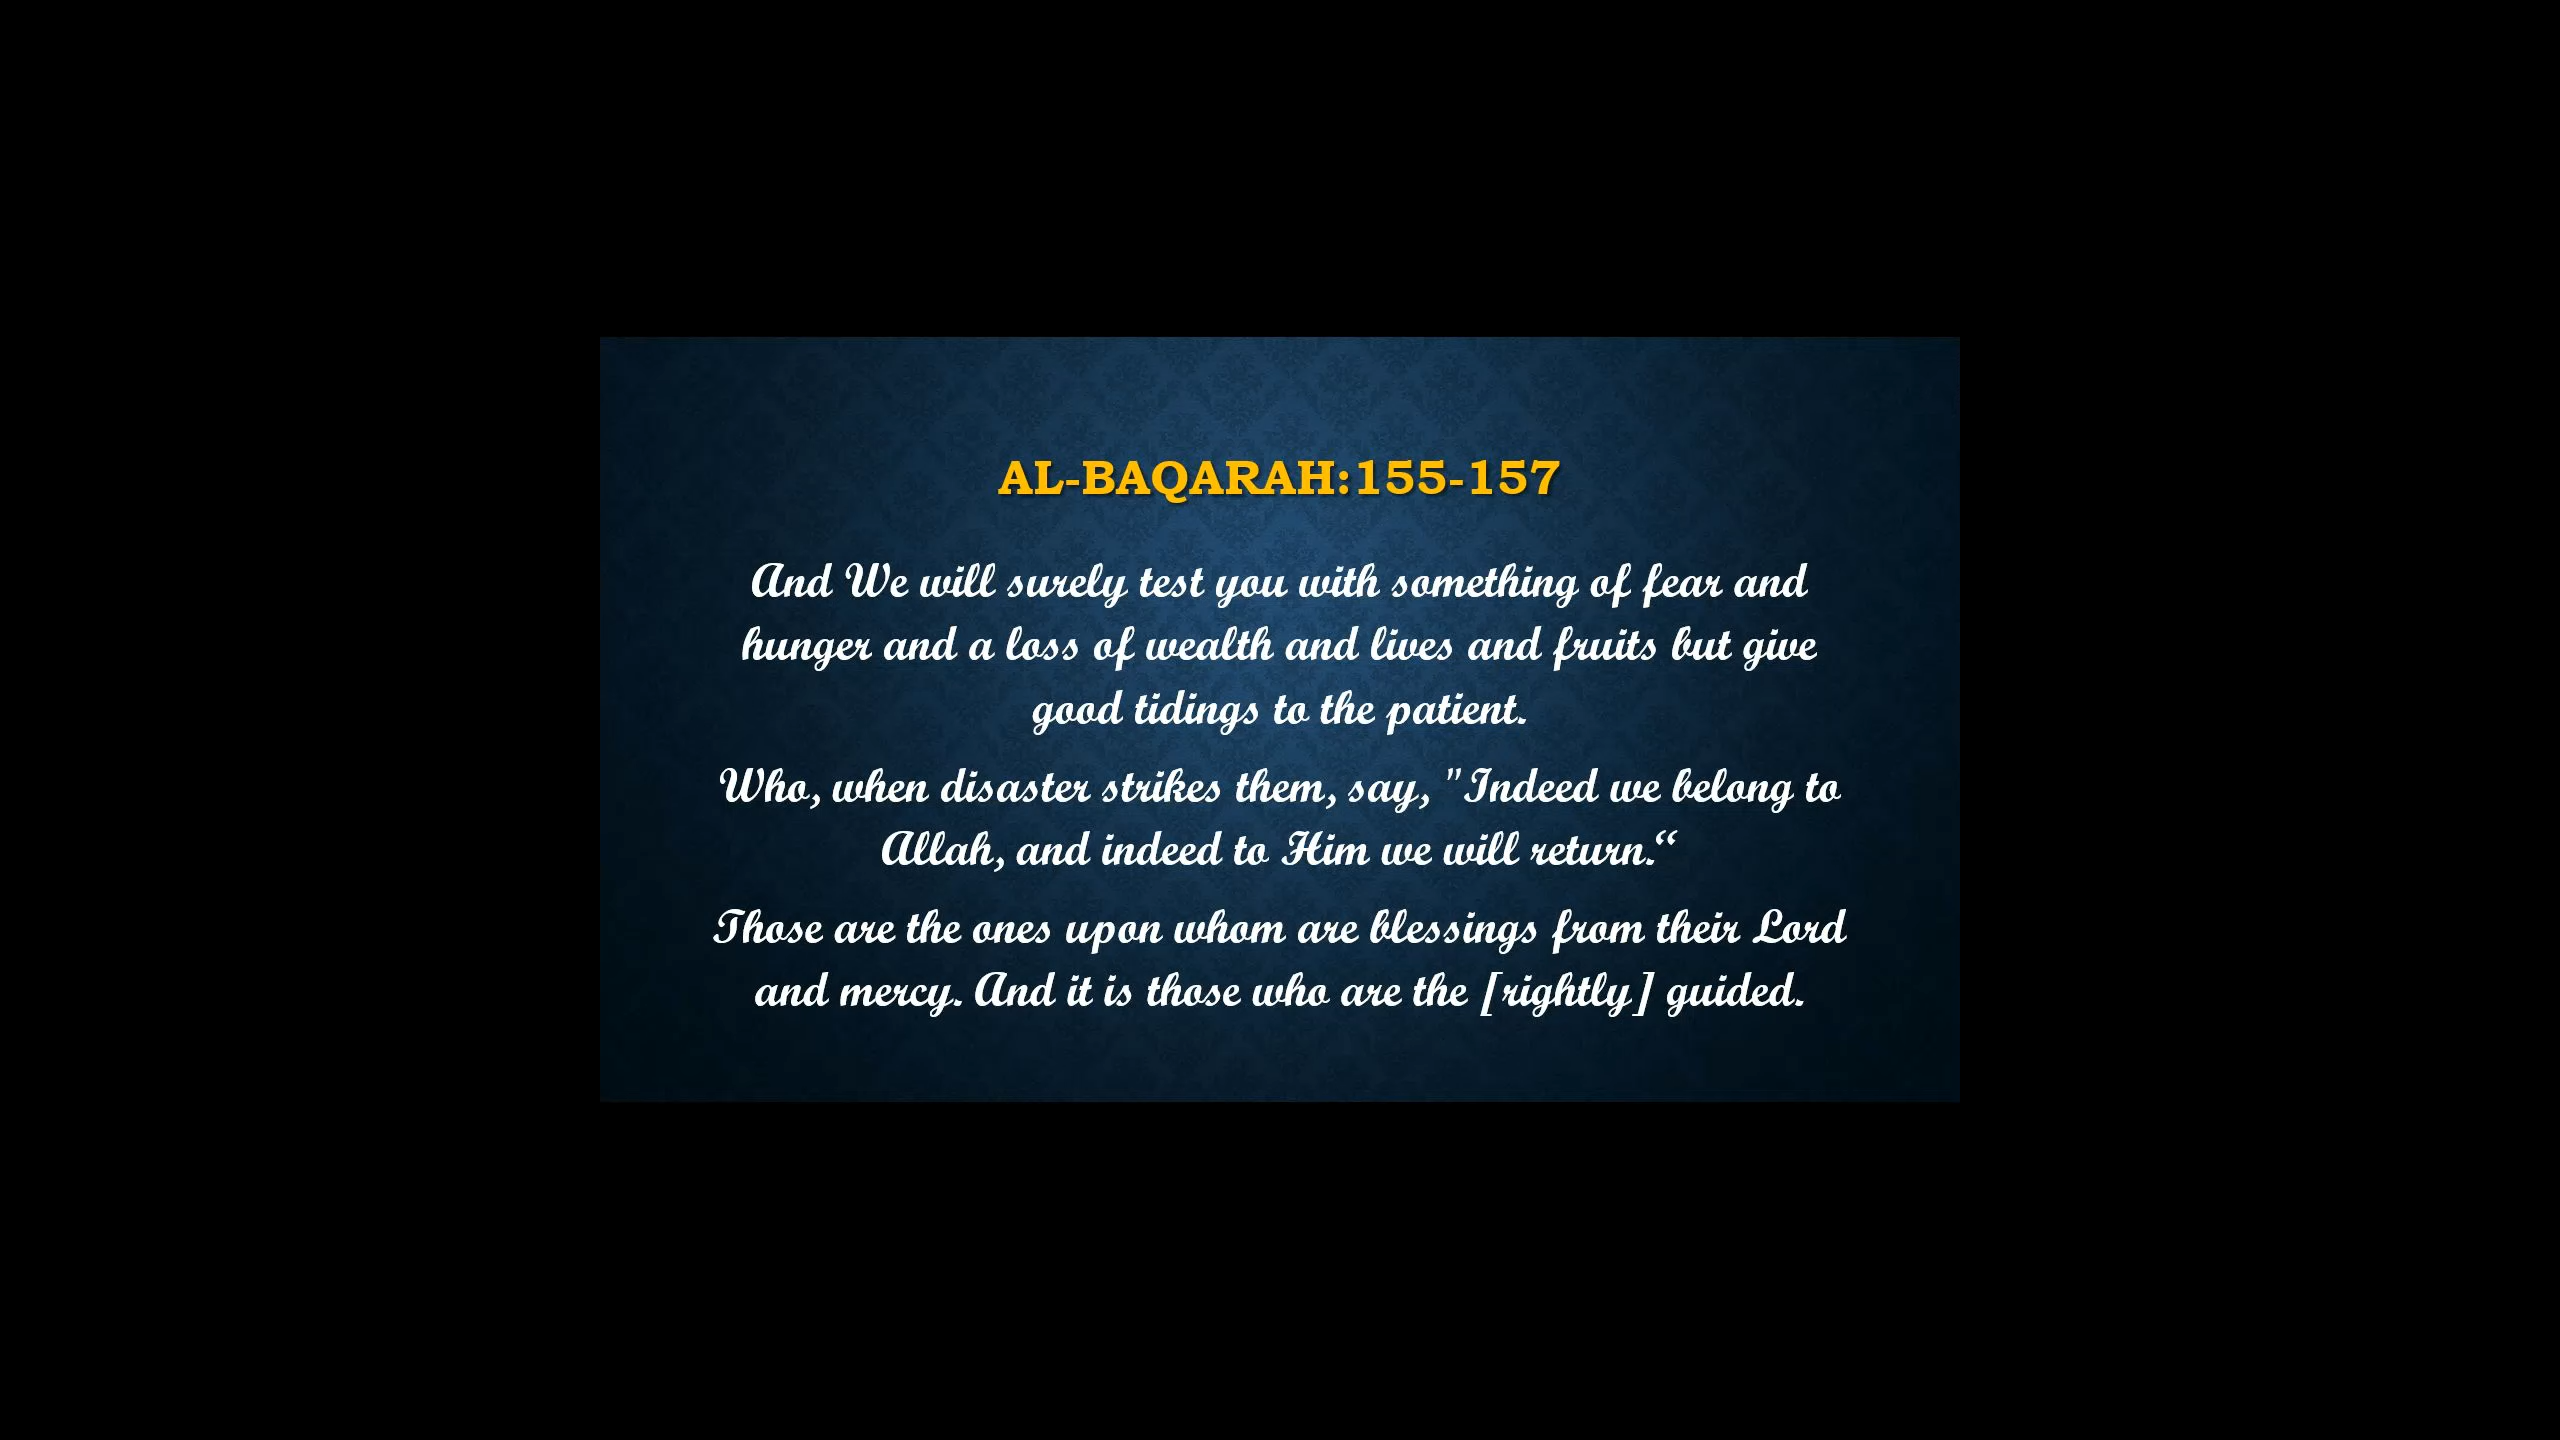 AL-BAQARAH:155-157
And We will surely test you with something of fear and
hunger and a loss of wealth and lives and fruits but give
good tidings to the patient.
Who, when disaster strikes them, say, "Indeed we belong to
Allah, and indeed to Him we will return.“
Those are the ones upon whom are blessings from their Lord
and mercy. And it is those who are the [rightly] guided.